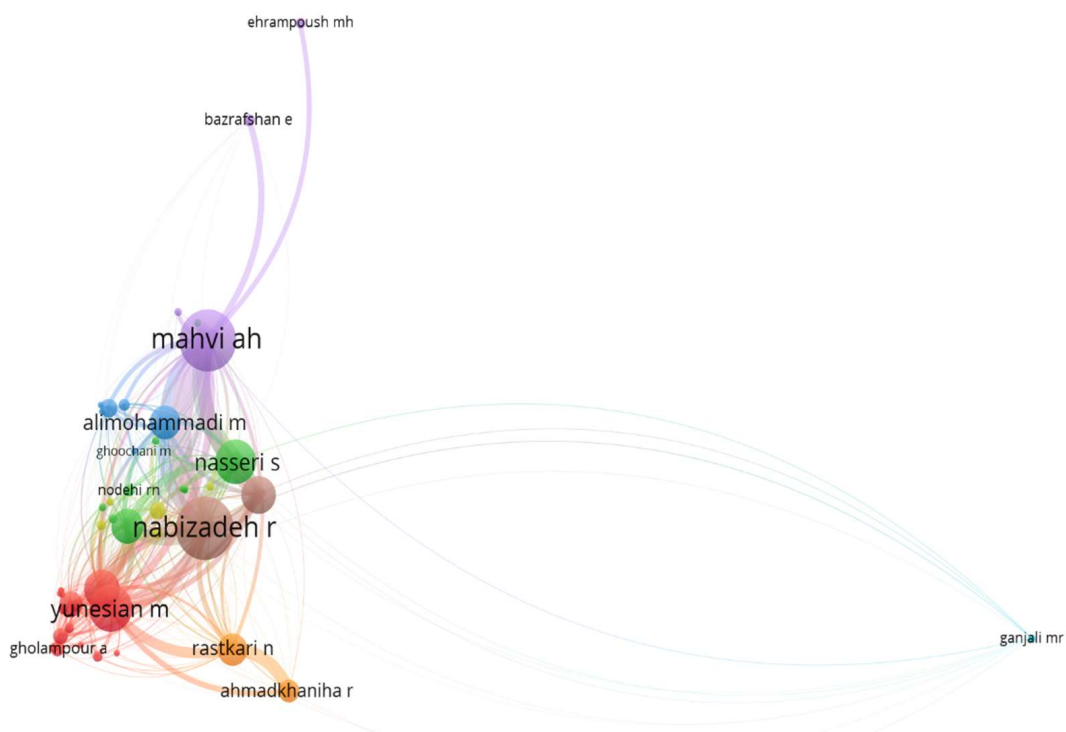 ehrampoush mh
bazrafshan e
mahvi ah
alimohammadi m
ghoochani m
nasseri s
nodehi rn
nabizadeh r
yunesian m
ganjali mr
gholampour a
rastkari n
ahmadkhaniha r